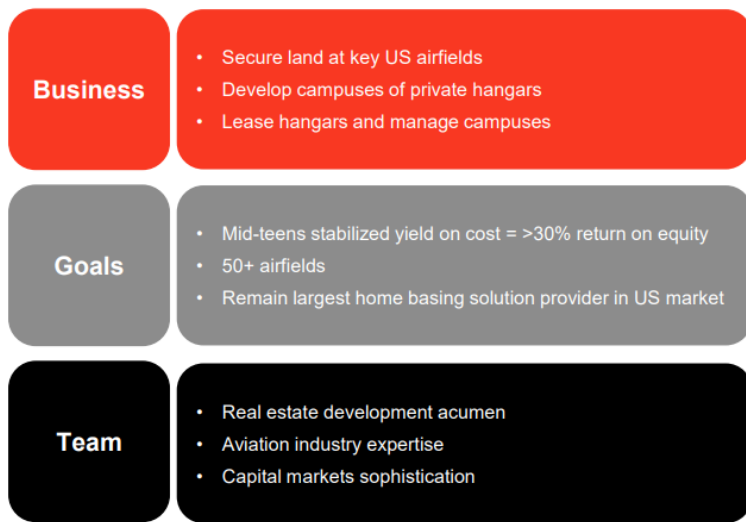 Business
• Secure land at key US airfields
• Develop campuses of private hangars
• Lease hangars and manage campuses
Goals
• Mid-teens stabilized yield on cost = >30% return on equity
• 50+ airfields
• Remain largest home basing solution provider in US market
Team
• Real estate development acumen
• Aviation industry expertise
• Capital markets sophistication